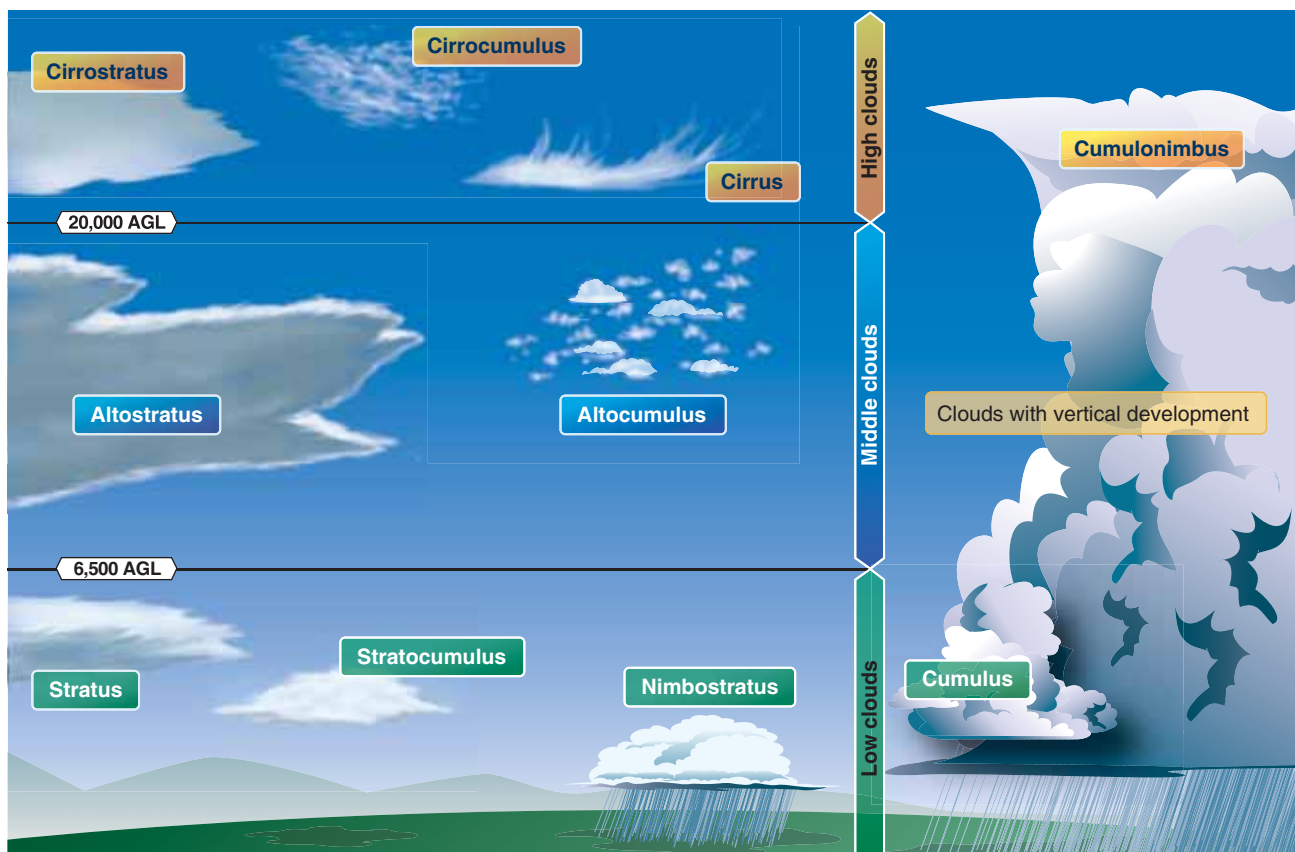 Cirrocumulus
Cirrostratus
Cirrus
High clouds
Cumulonimbus
20,000 AGL
Altostratus
Altocumulus
Middle clouds
Clouds with vertical development
6,500 AGL
Stratus
Stratocumulus
Nimbostratus
Low clouds
Cumulus